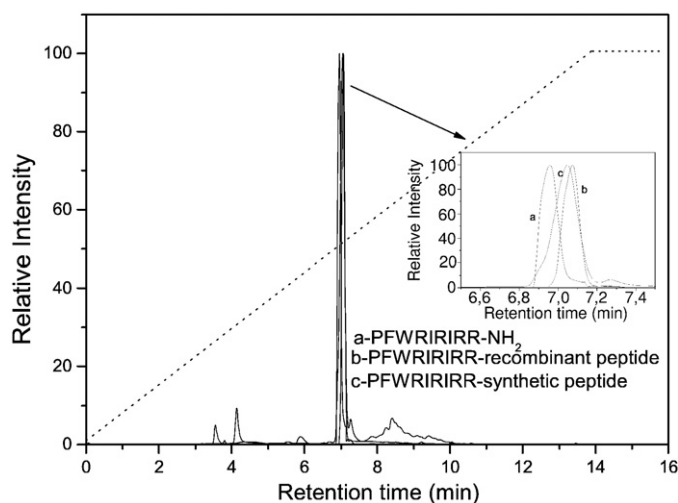 100
80
60
40
20
0
Relative Intensity
0 2 4 6 8 10 12 14 16
Retention time (min)
100
80
60
40
20
0
Relative Intensity
a
c
b
6,6 6,8 7,0 7,2 7,4
Retention time (min)
a-PFWRIRIRR-NH₂
b-PFWRIRIRR-recombinant peptide
c-PFWRIRIRR-synthetic peptide